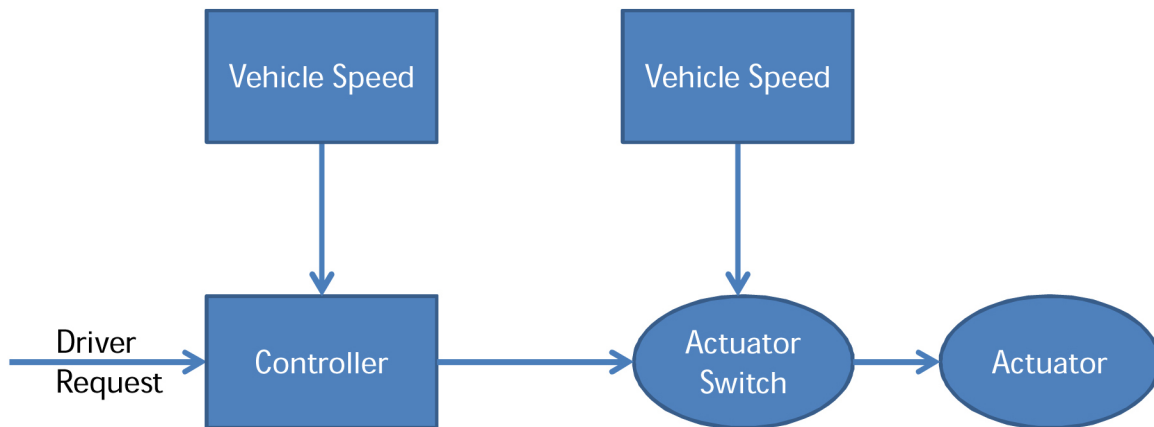 Vehicle Speed
Vehicle Speed
Driver
Request
Controller
Actuator
Switch
Actuator